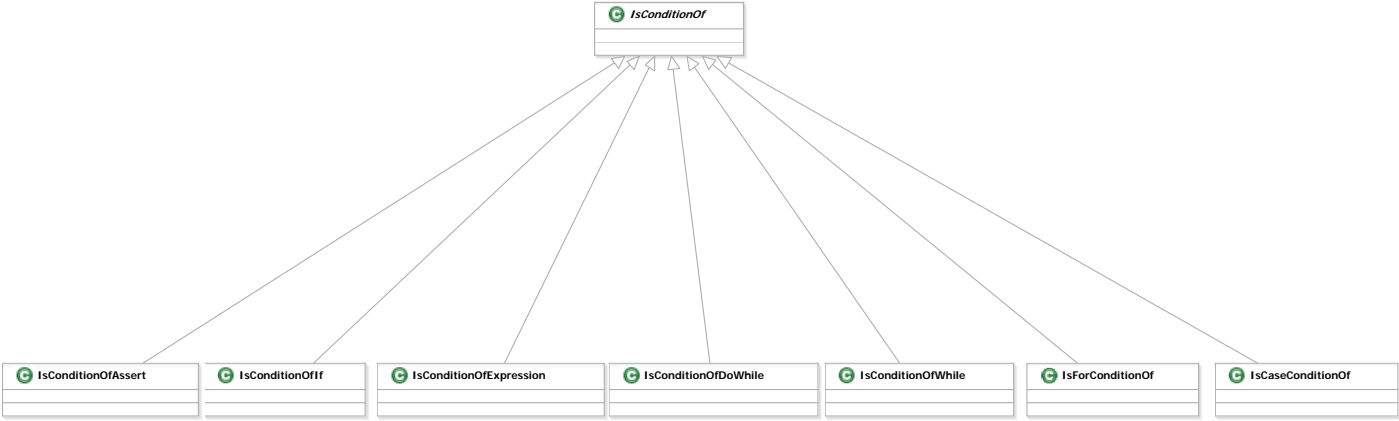 C IsConditionOf
C IsConditionOfAssert
C IsConditionOfIf
C IsConditionOfExpression
C IsConditionOfDoWhile
C IsConditionOfWhile
C IsForConditionOf
C IsCaseConditionOf